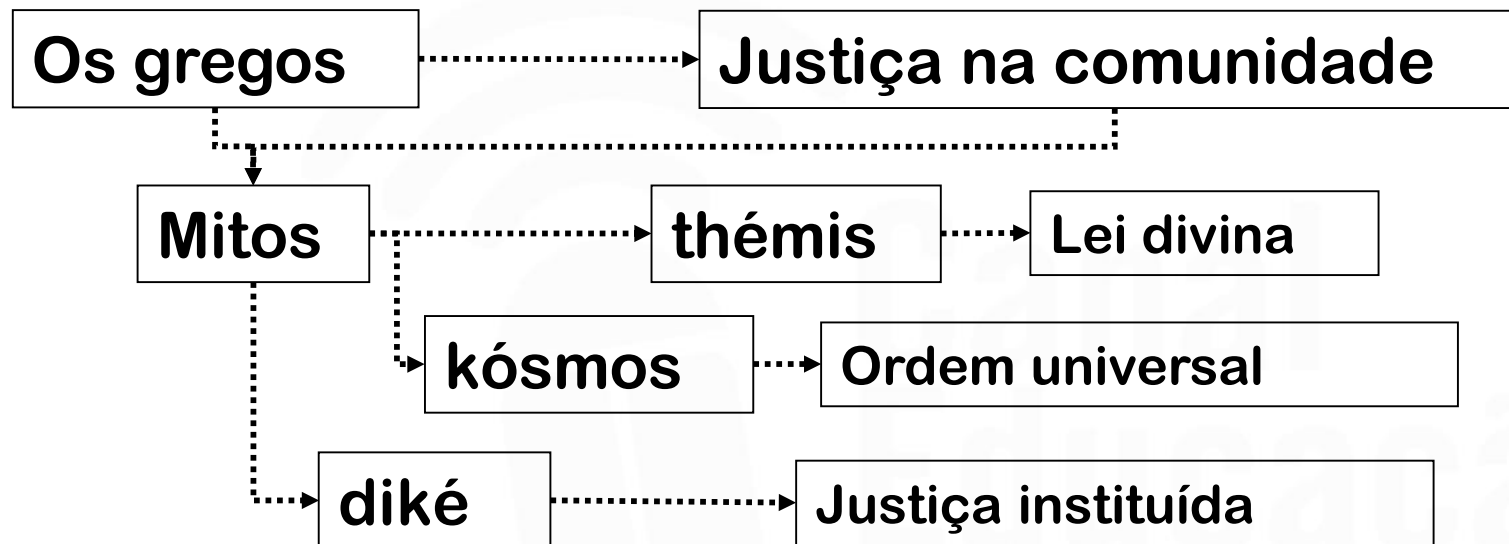 Os gregos
Justiça na comunidade
Mitos
thémis
Lei divina
kósmos
Ordem universal
diké
Justiça instituída